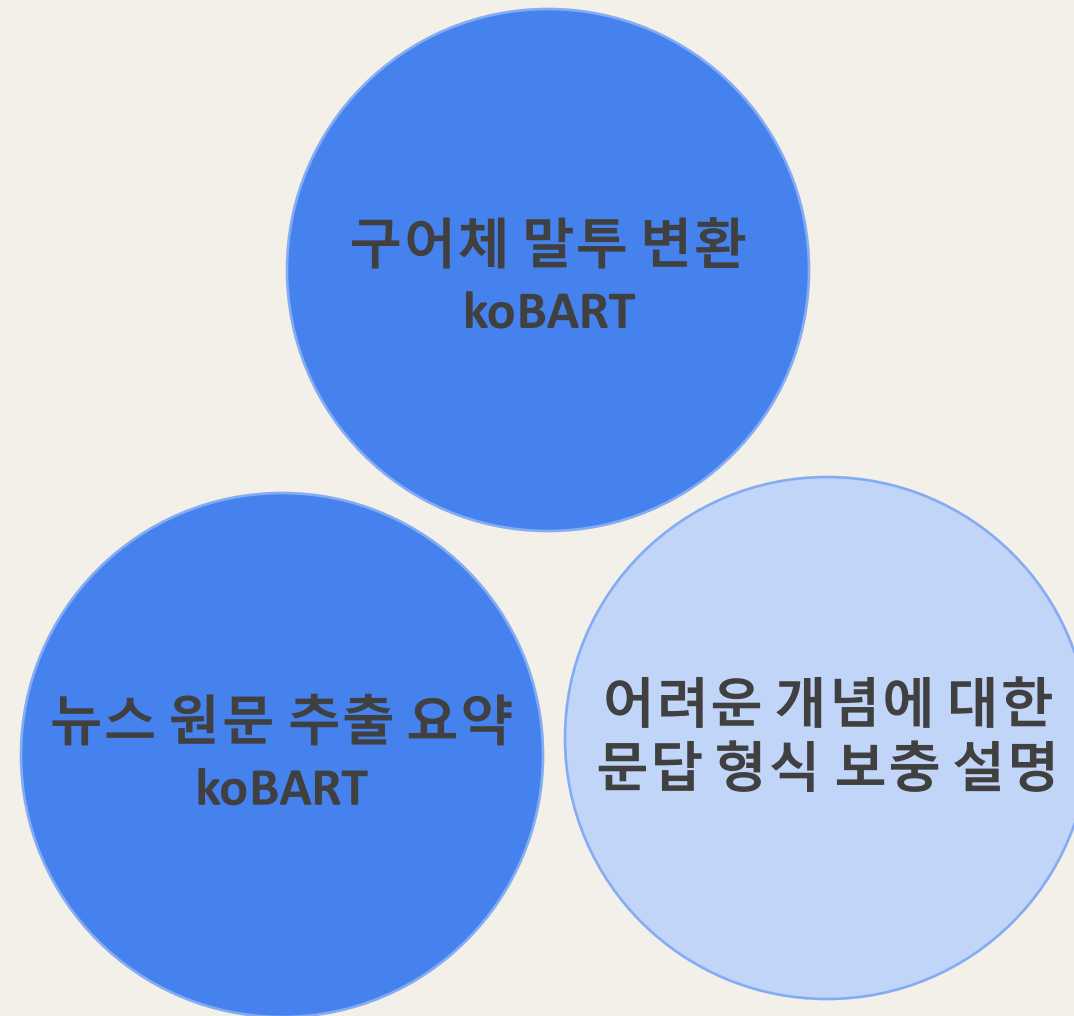 구어체 말투 변환
koBART
뉴스 원문 추출 요약
koBART
어려운 개념에 대한
문답 형식 보충 설명